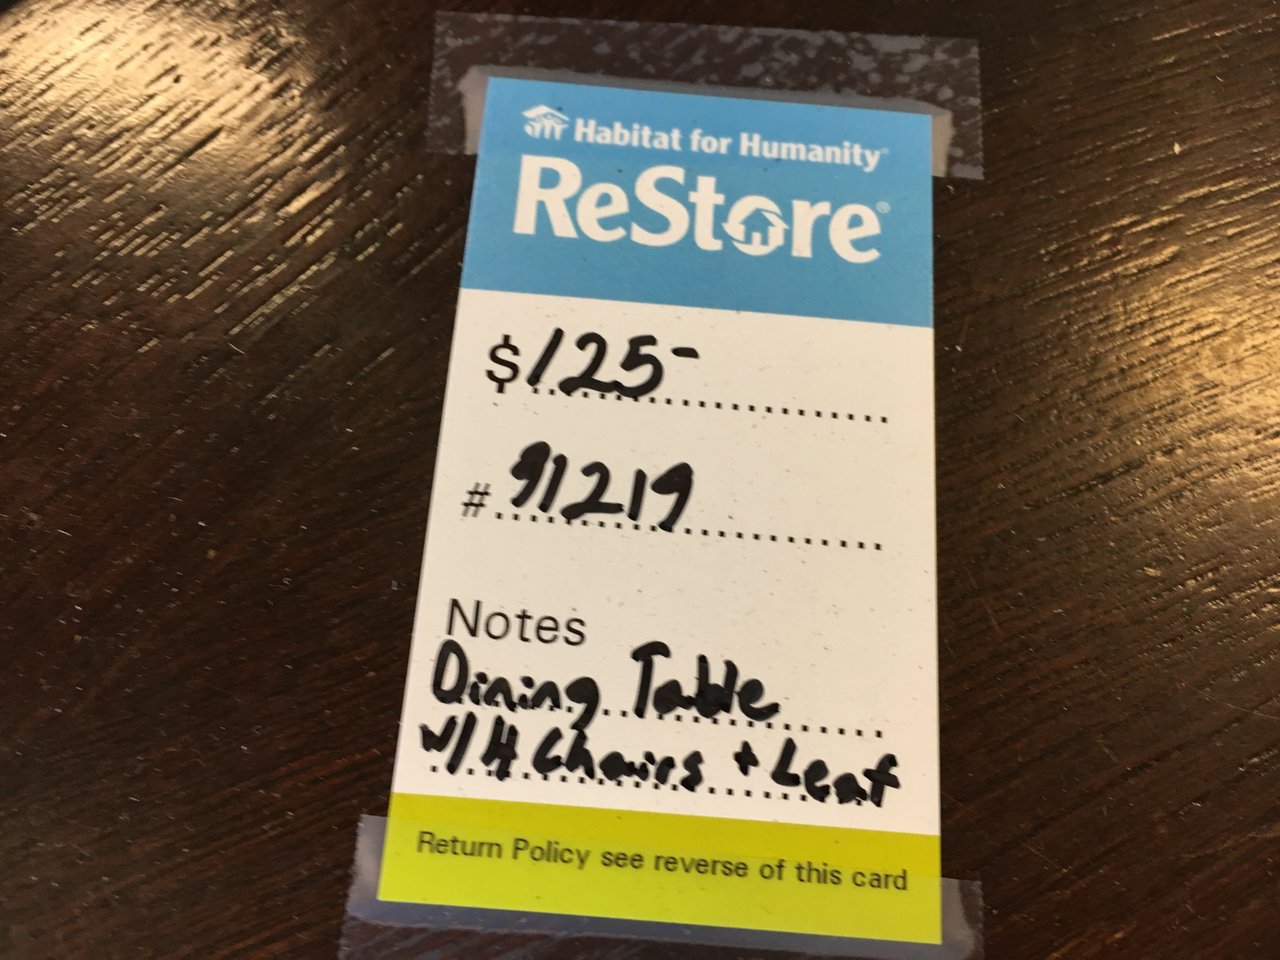 Habitat for Humanity®
ReStore®
$125-
# 91219
Notes
Dining Table
w/ 4 Chairs + Leaf
Return Policy see reverse of this card